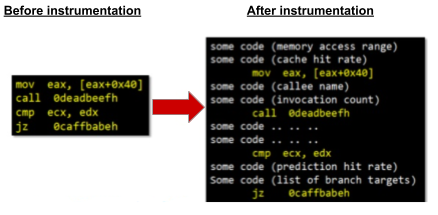 Before instrumentation
After instrumentation
mov eax, [eax+0x40]
call 0deadbeefh
cmp ecx, edx
jz 0caffbabeh
some code (memory access range)
some code (cache hit rate)
mov eax, [eax+0x40]
some code (callee name)
some code (invocation count)
call 0deadbeefh
some code .. .. ..
some code .. .. ..
cmp ecx, edx
some code (prediction hit rate)
Some code (list of branch targets)
jz 0caffbabeh